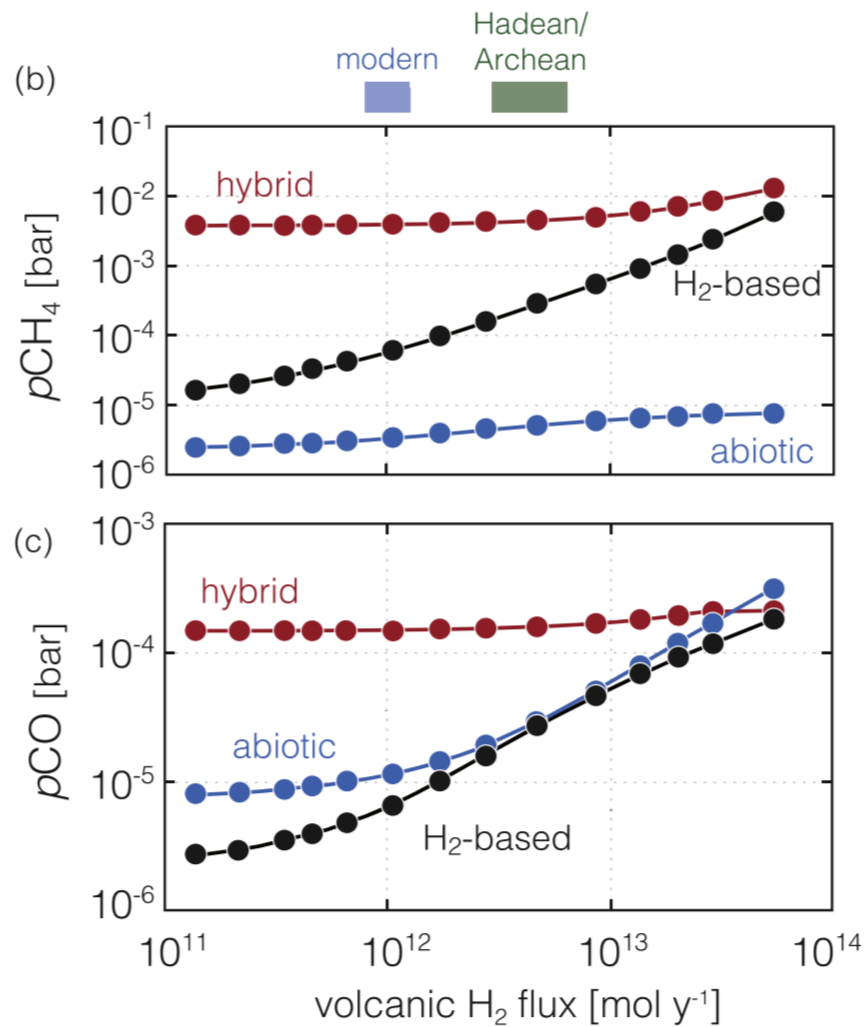 modern
Hadean/
Archean
(b)
10⁻¹
10⁻²
10⁻³
10⁻⁴
10⁻⁵
10⁻⁶
pCH₄ [bar]
hybrid
H₂-based
abiotic
(c)
10⁻³
10⁻⁴
10⁻⁵
10⁻⁶
pCO [bar]
hybrid
abiotic
H₂-based
10¹¹ 10¹² 10¹³ 10¹⁴
volcanic H₂ flux [mol y⁻¹]